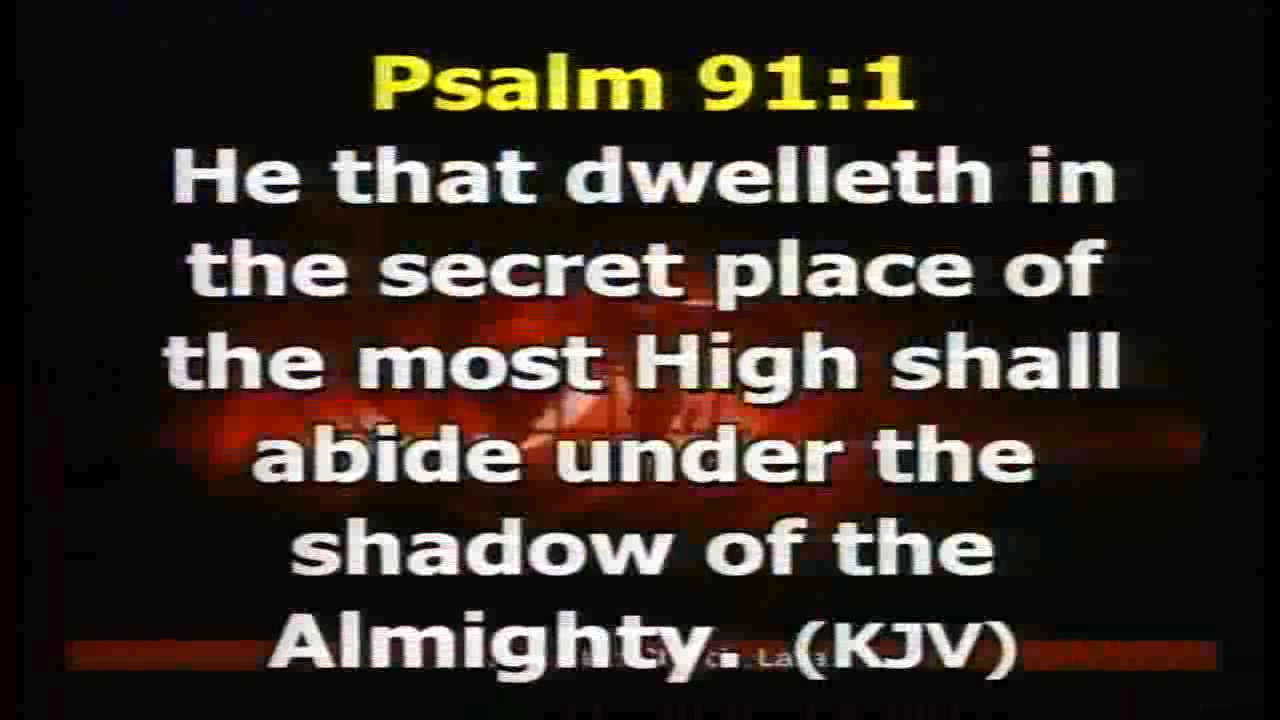 Psalm 91:1
He that dwelleth in
the secret place of
the most High shall
abide under the
shadow of the
Almighty (KJV)